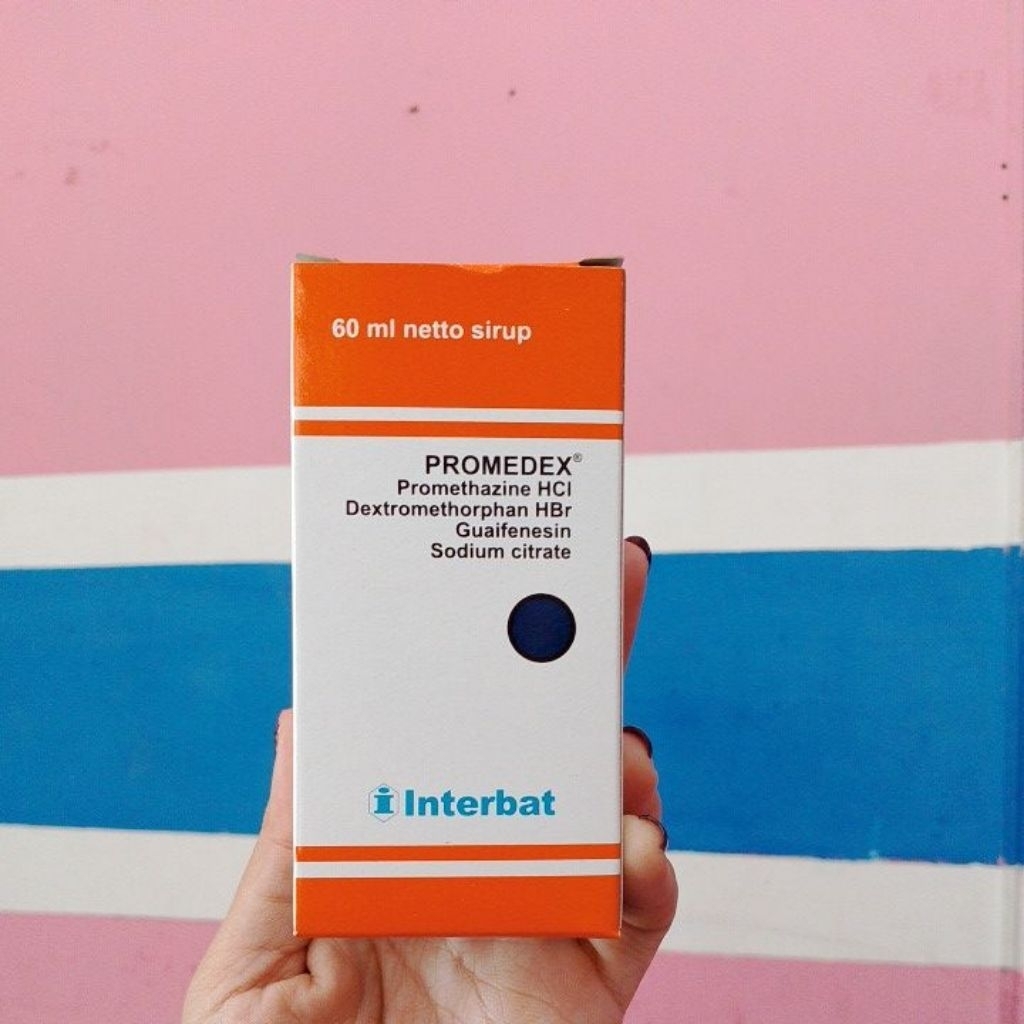 60 ml netto sirup
PROMEDEX®
Promethazine HCl
Dextromethorphan HBr
Guaifenesin
Sodium citrate
Interbat